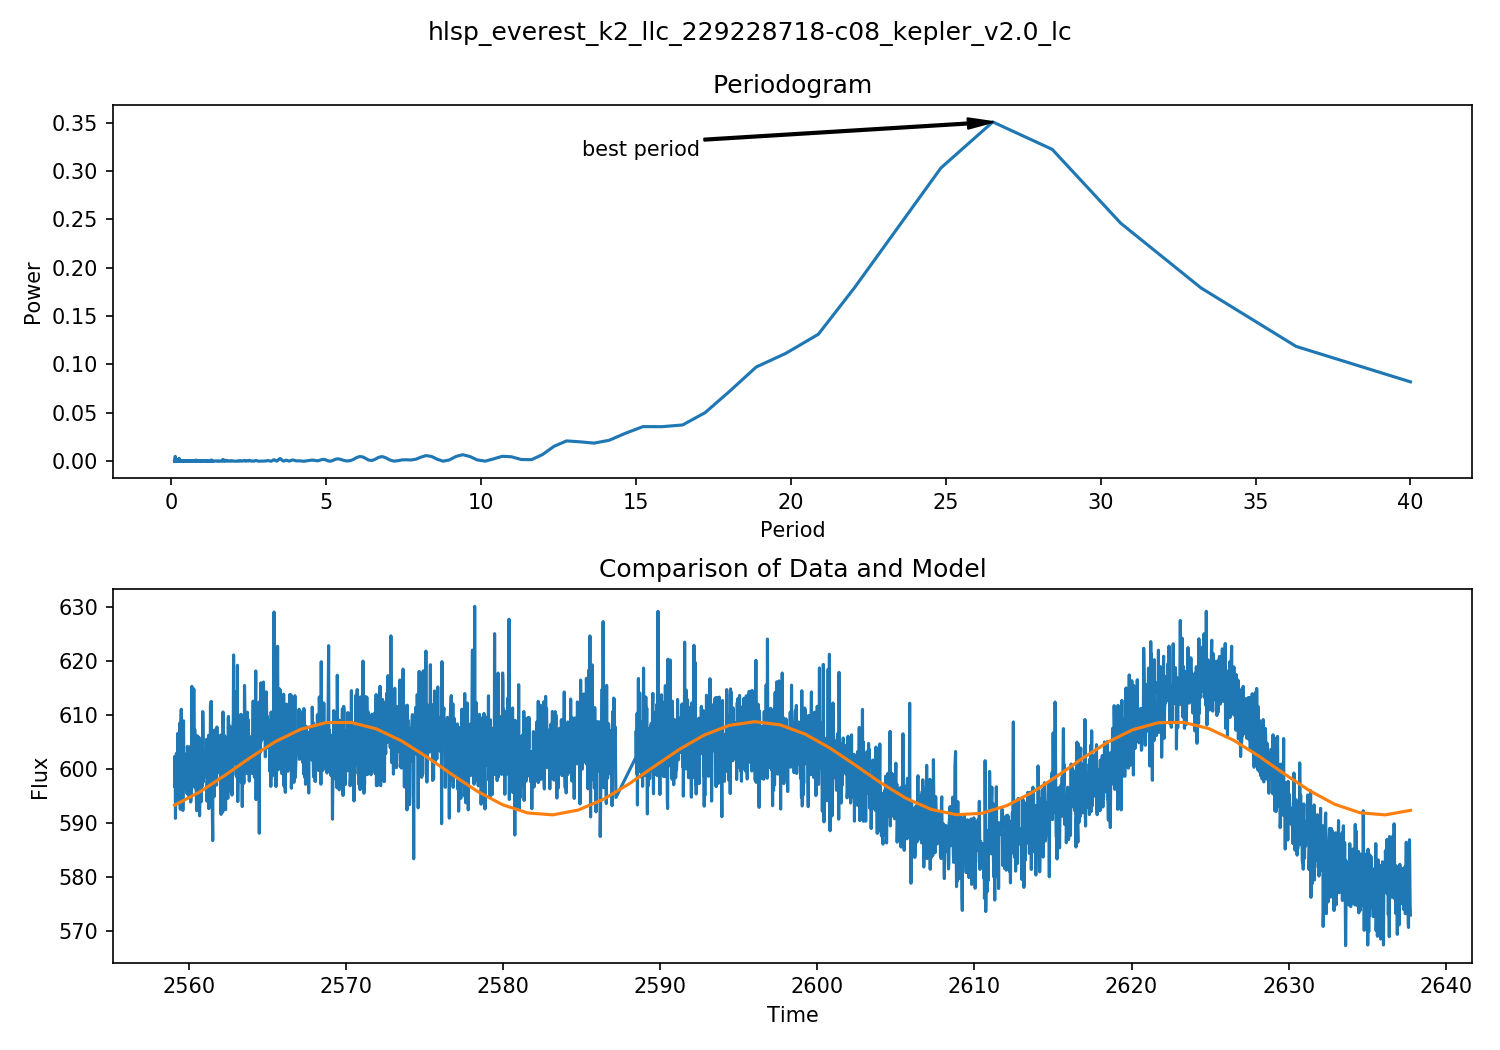 hlsp_everest_k2_llc_229228718-c08_kepler_v2.0_lc
Periodogram
0.35
0.30
0.25
0.20
0.15
0.10
0.05
0.00
Power
best period
0 5 10 15 20 25 30 35 40
Period
Comparison of Data and Model
630
620
610
600
590
580
570
Flux
2560 2570 2580 2590 2600 2610 2620 2630 2640
Time